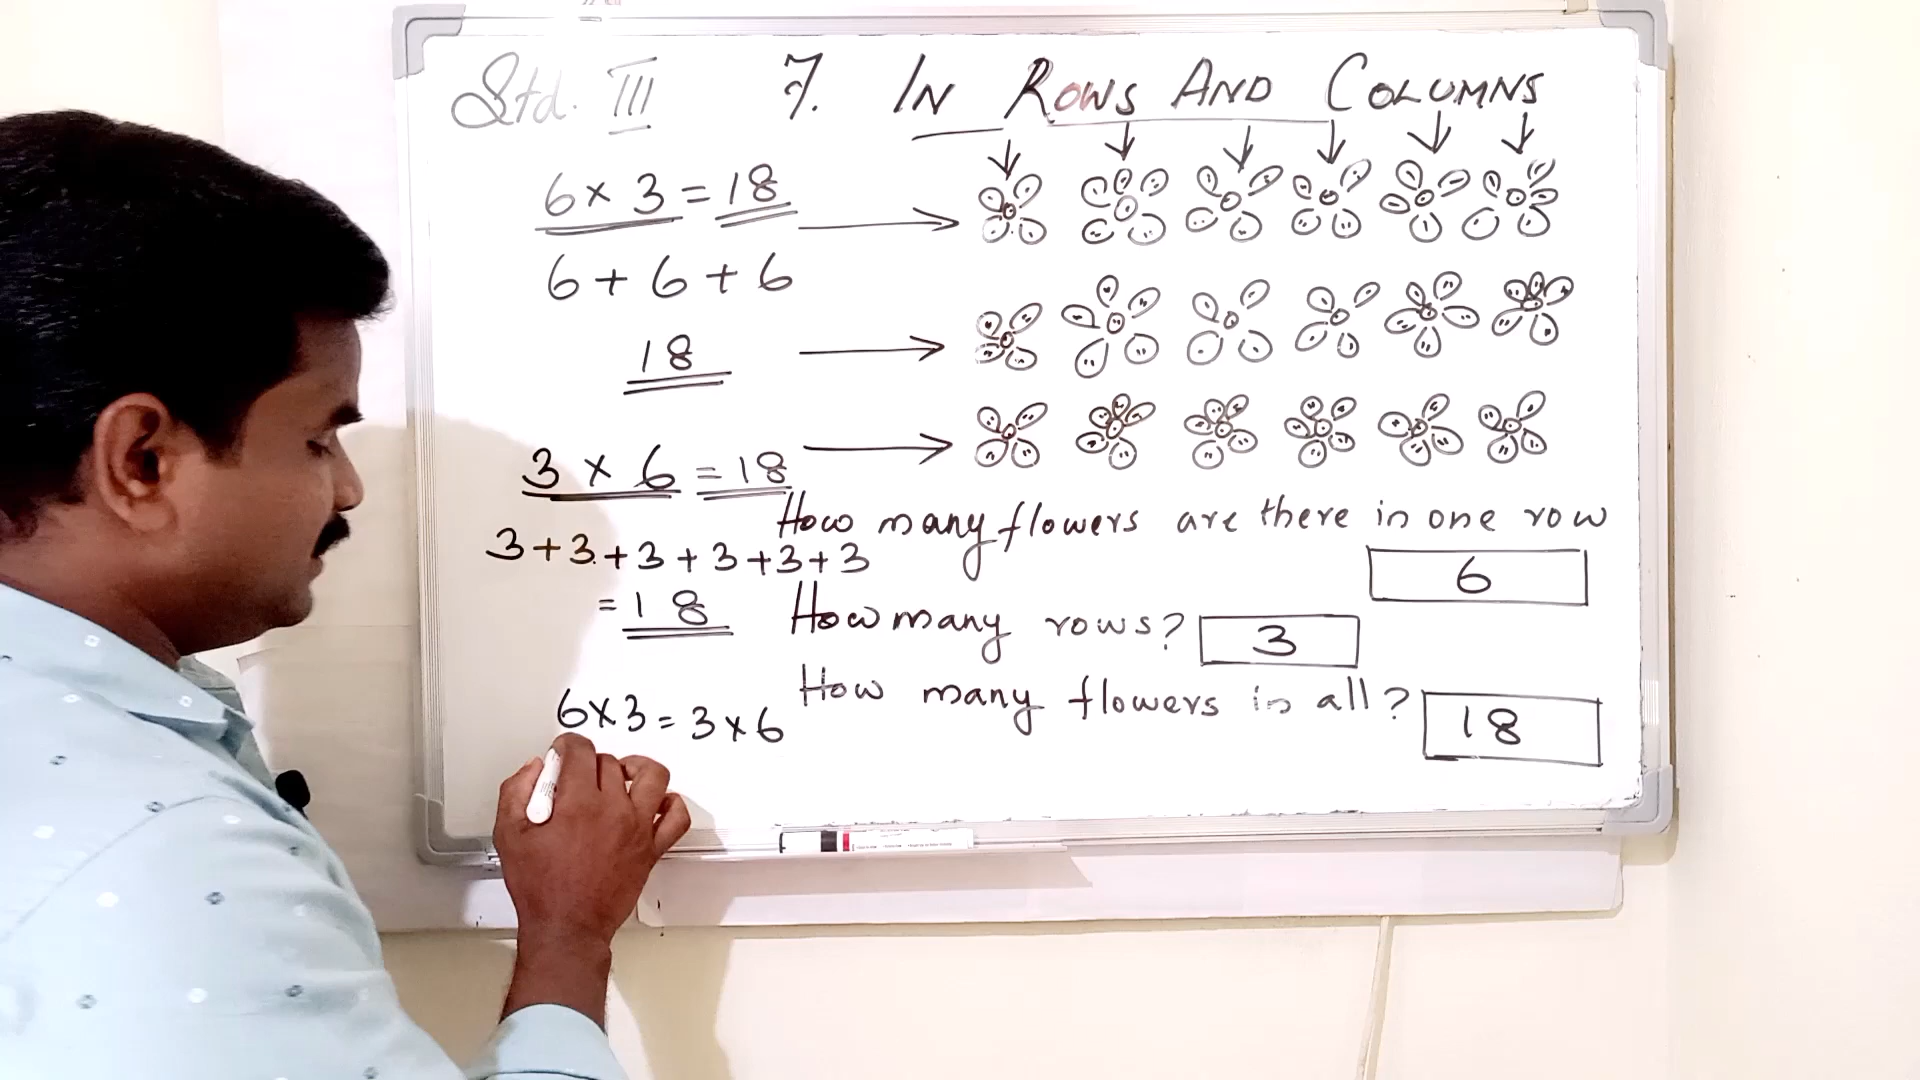 Std. III 7. IN ROWS AND COLUMNS
6 × 3 = 18
6 + 6 + 6
18
3 × 6 = 18
3 + 3 + 3 + 3 + 3 + 3
= 18
6 × 3 = 3 × 6
How many flowers are there in one row
6
How many rows? 3
How many flowers in all? 18